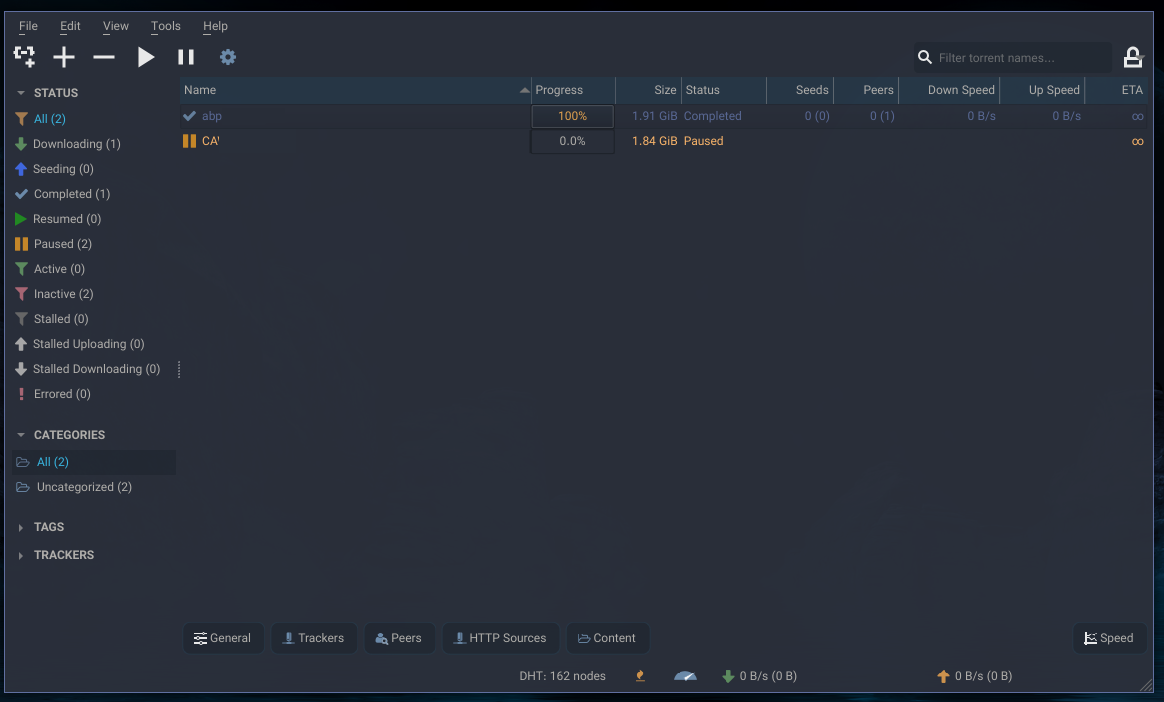 File Edit View Tools Help
Filter torrent names...
STATUS
All (2)
Downloading (1)
Seeding (0)
Completed (1)
Resumed (0)
Paused (2)
Active (0)
Inactive (2)
Stalled (0)
Stalled Uploading (0)
Stalled Downloading (0)
Errored (0)
CATEGORIES
All (2)
Uncategorized (2)
TAGS
TRACKERS
Name Progress Size Status Seeds Peers Down Speed Up Speed ETA
abp 100% 1.91 GiB Completed 0 (0) 0 (1) 0 B/s 0 B/s ∞
CA' 0.0% 1.84 GiB Paused ∞
General Trackers Peers HTTP Sources Content Speed
DHT: 162 nodes 0 B/s (0 B) 0 B/s (0 B)